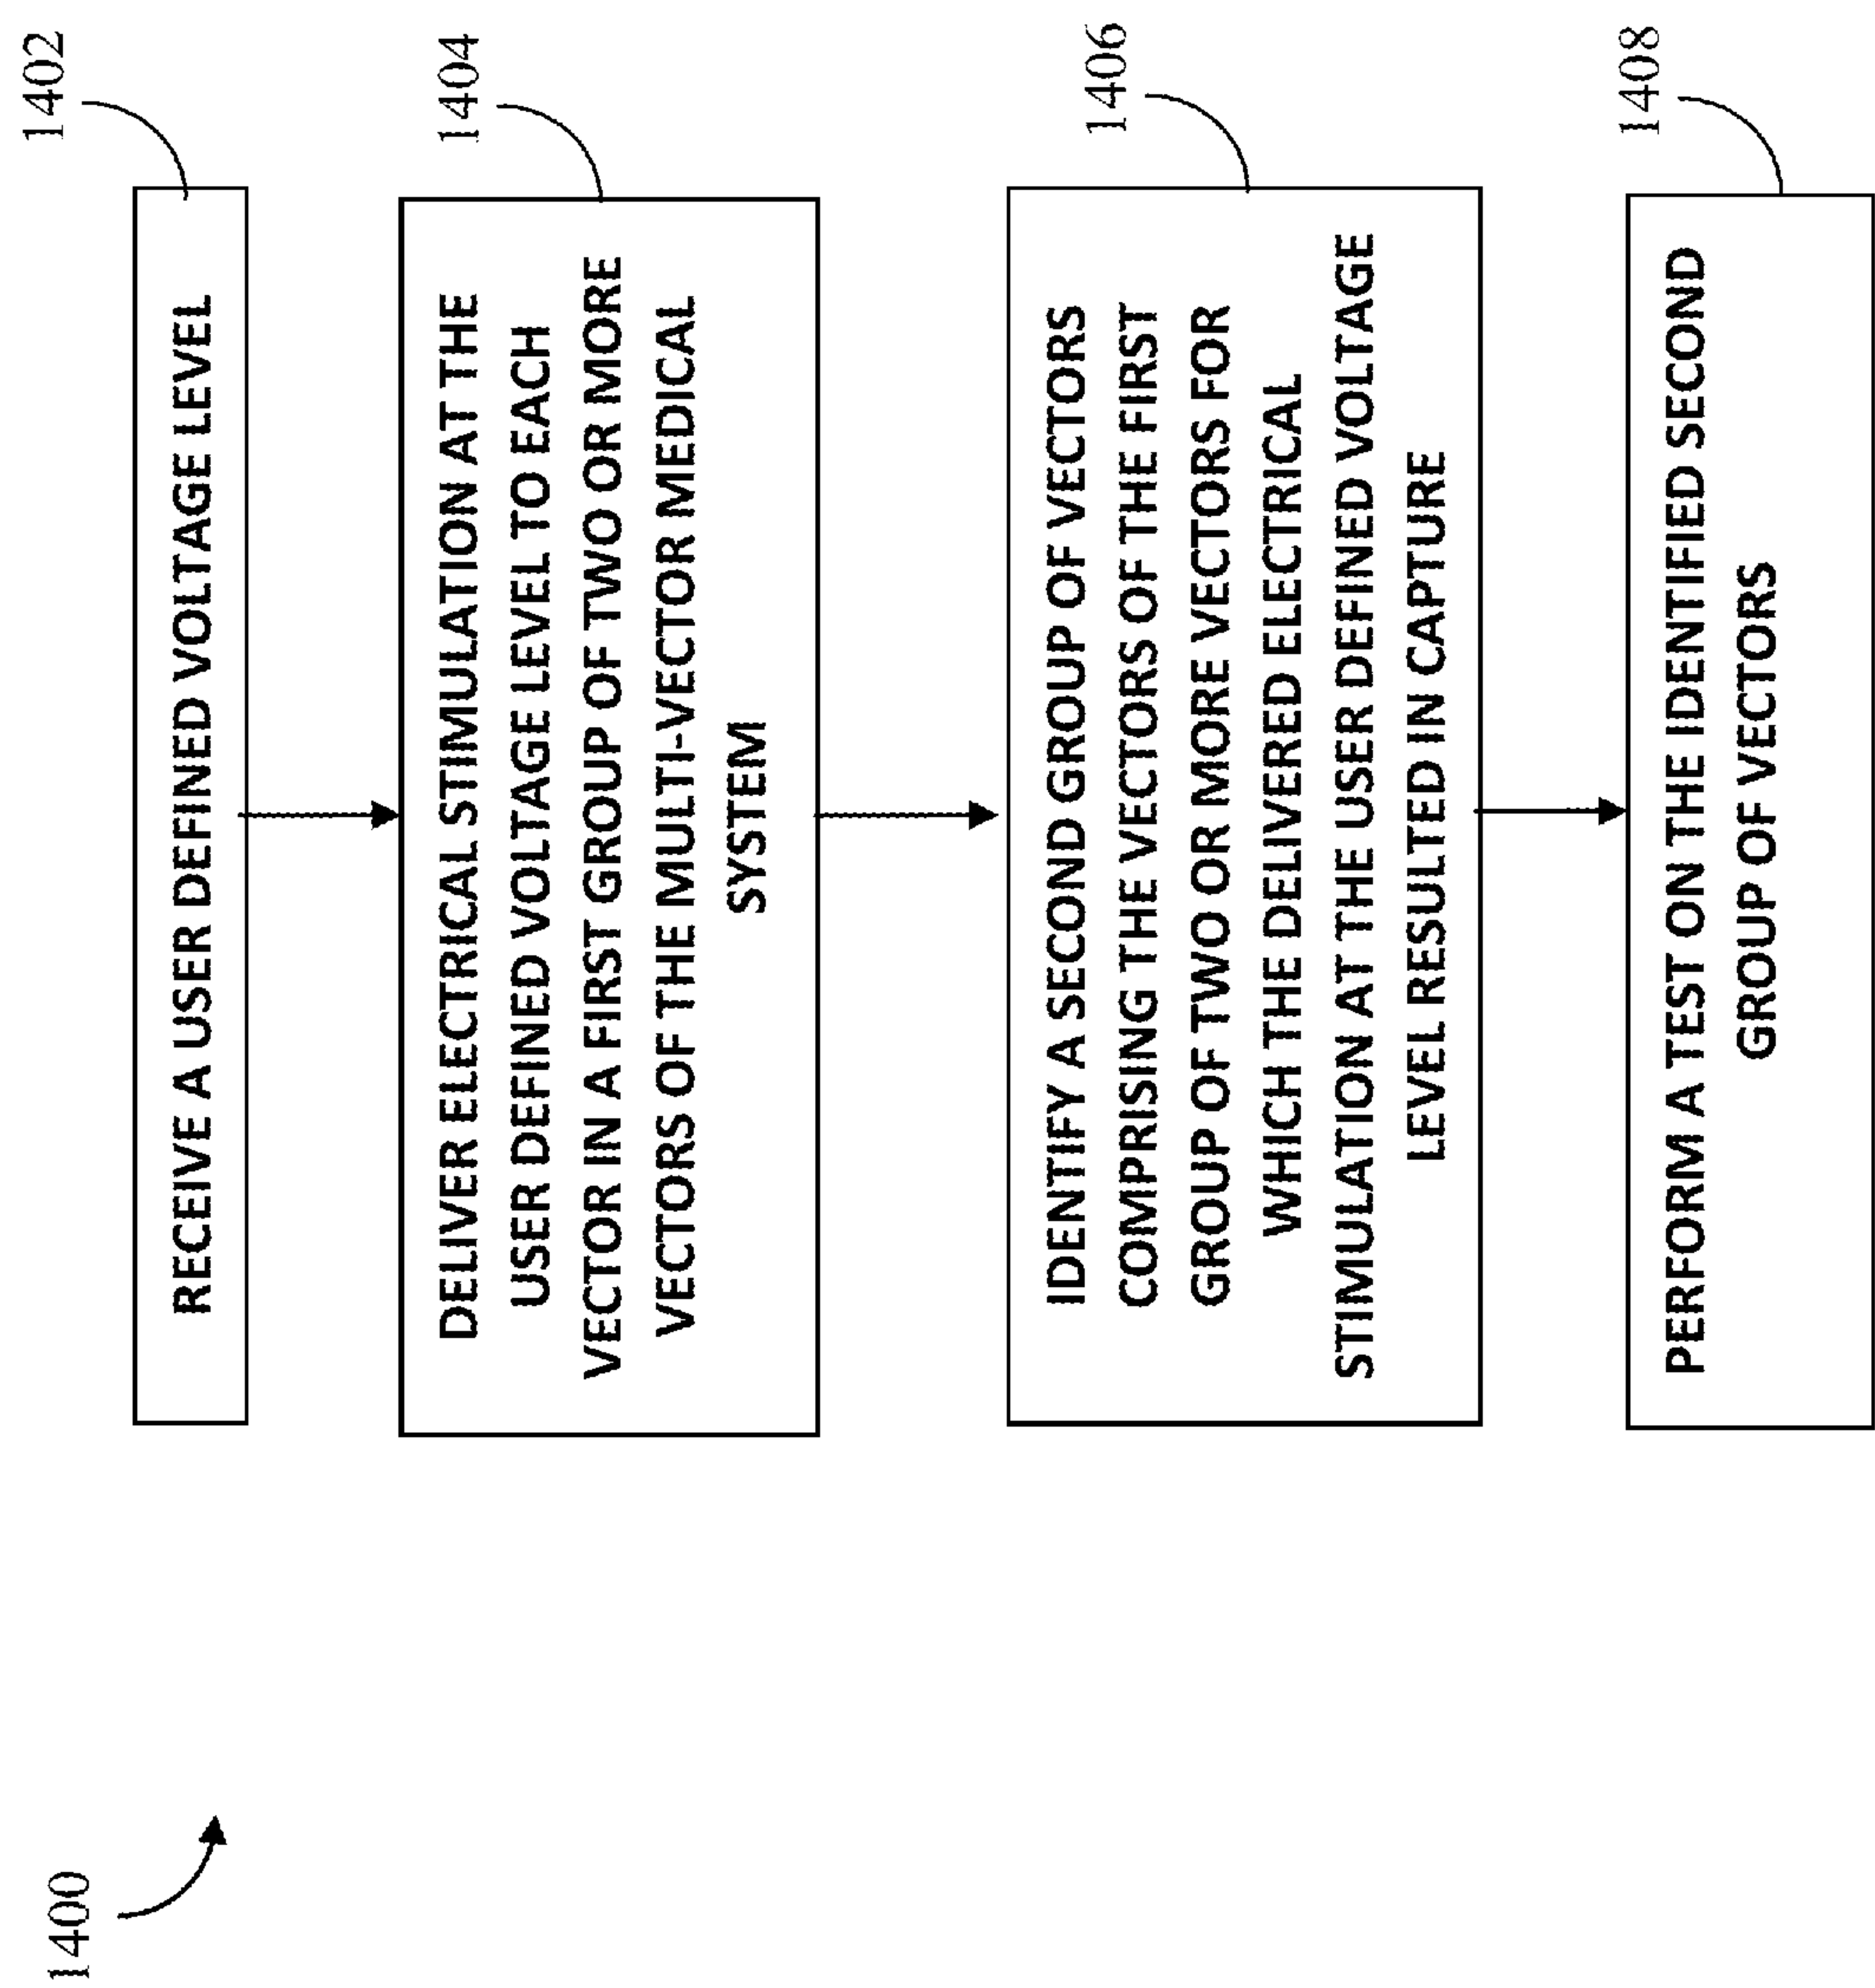 1400
1402
RECEIVE A USER DEFINED VOLTAGE LEVEL
1404
DELIVER ELECTRICAL STIMULATION AT THE
USER DEFINED VOLTAGE LEVEL TO EACH
VECTOR IN A FIRST GROUP OF TWO OR MORE
VECTORS OF THE MULTI-VECTOR MEDICAL
SYSTEM
1406
IDENTIFY A SECOND GROUP OF VECTORS
COMPRISING THE VECTORS OF THE FIRST
GROUP OF TWO OR MORE VECTORS FOR
WHICH THE DELIVERED ELECTRICAL
STIMULATION AT THE USER DEFINED VOLTAGE
LEVEL RESULTED IN CAPTURE
1408
PERFORM A TEST ON THE IDENTIFIED SECOND
GROUP OF VECTORS